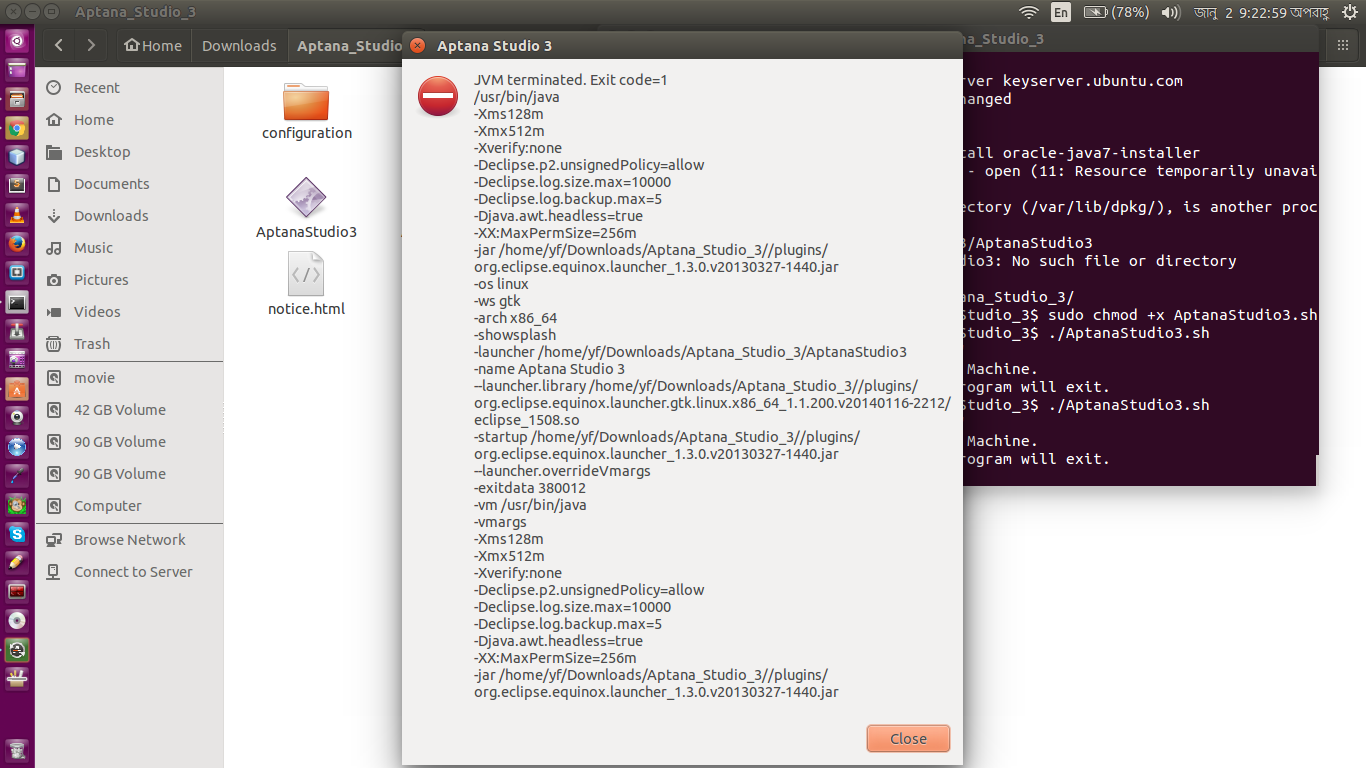 Aptana_Studio_3
En
(78%)
জানু 2 9:22:59 অপরাহ্ণ
Home
Downloads
Aptana_Studio
Recent
Home
Desktop
Documents
Downloads
Music
Pictures
Videos
Trash
movie
42 GB Volume
90 GB Volume
90 GB Volume
Computer
Browse Network
Connect to Server
configuration
AptanaStudio3
notice.html
Aptana Studio 3
JVM terminated. Exit code=1
/usr/bin/java
-Xms128m
-Xmx512m
-Xverify:none
-Declipse.p2.unsignedPolicy=allow
-Declipse.log.size.max=10000
-Declipse.log.backup.max=5
-Djava.awt.headless=true
-XX:MaxPermSize=256m
-jar /home/yf/Downloads/Aptana_Studio_3//plugins/
org.eclipse.equinox.launcher_1.3.0.v20130327-1440.jar
-os linux
-ws gtk
-arch x86_64
-showsplash
-launcher /home/yf/Downloads/Aptana_Studio_3/AptanaStudio3
-name Aptana Studio 3
--launcher.library /home/yf/Downloads/Aptana_Studio_3//plugins/
org.eclipse.equinox.launcher.gtk.linux.x86_64_1.1.200.v20140116-2212/
eclipse_1508.so
-startup /home/yf/Downloads/Aptana_Studio_3//plugins/
org.eclipse.equinox.launcher_1.3.0.v20130327-1440.jar
--launcher.overrideVmargs
-exitdata 380012
-vm /usr/bin/java
-vmargs
-Xms128m
-Xmx512m
-Xverify:none
-Declipse.p2.unsignedPolicy=allow
-Declipse.log.size.max=10000
-Declipse.log.backup.max=5
-Djava.awt.headless=true
-XX:MaxPermSize=256m
-jar /home/yf/Downloads/Aptana_Studio_3//plugins/
org.eclipse.equinox.launcher_1.3.0.v20130327-1440.jar
Close
na_Studio_3
rver keyserver.ubuntu.com
hanged
tall oracle-java7-installer
- open (11: Resource temporarily unavai
ectory (/var/lib/dpkg/), is another proc
3/AptanaStudio3
dio3: No such file or directory
ana_Studio_3/
Studio_3$ sudo chmod +x AptanaStudio3.sh
Studio_3$ ./AptanaStudio3.sh
Machine.
rogram will exit.
Studio_3$ ./AptanaStudio3.sh
Machine.
rogram will exit.